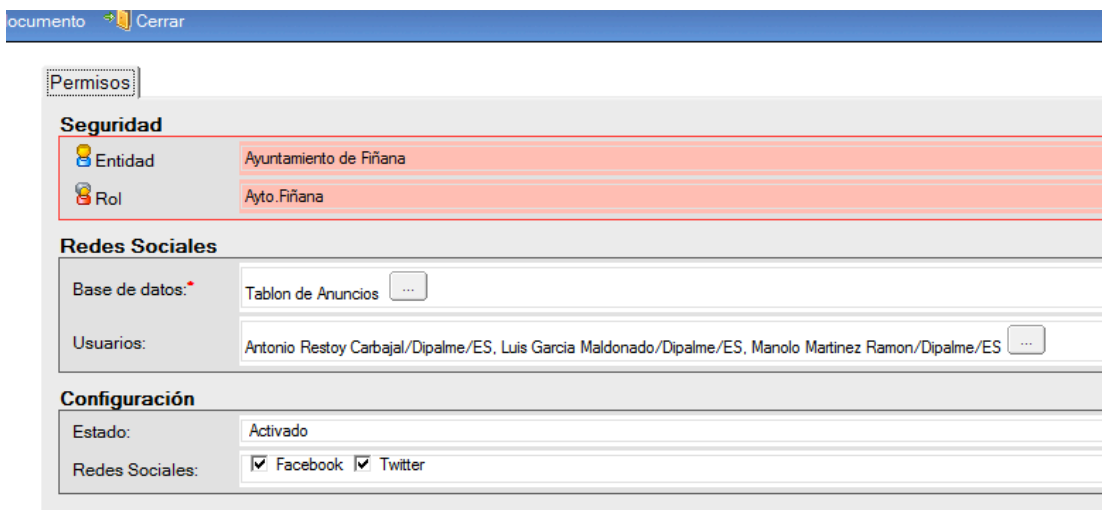 ocumento Cerrar
Permisos
Seguridad
Entidad Ayuntamiento de Fiñana
Rol Ayto.Fiñana
Redes Sociales
Base de datos:* Tablon de Anuncios ...
Usuarios: Antonio Restoy Carbajal/Dipalme/ES, Luis Garcia Maldonado/Dipalme/ES, Manolo Martinez Ramon/Dipalme/ES ...
Configuración
Estado: Activado
Redes Sociales: Facebook Twitter